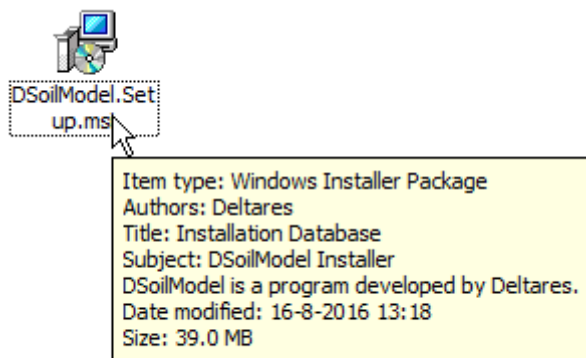 DSoilModel.Set
up.ms
Item type: Windows Installer Package
Authors: Deltares
Title: Installation Database
Subject: DSoilModel Installer
DSoilModel is a program developed by Deltares.
Date modified: 16-8-2016 13:18
Size: 39.0 MB